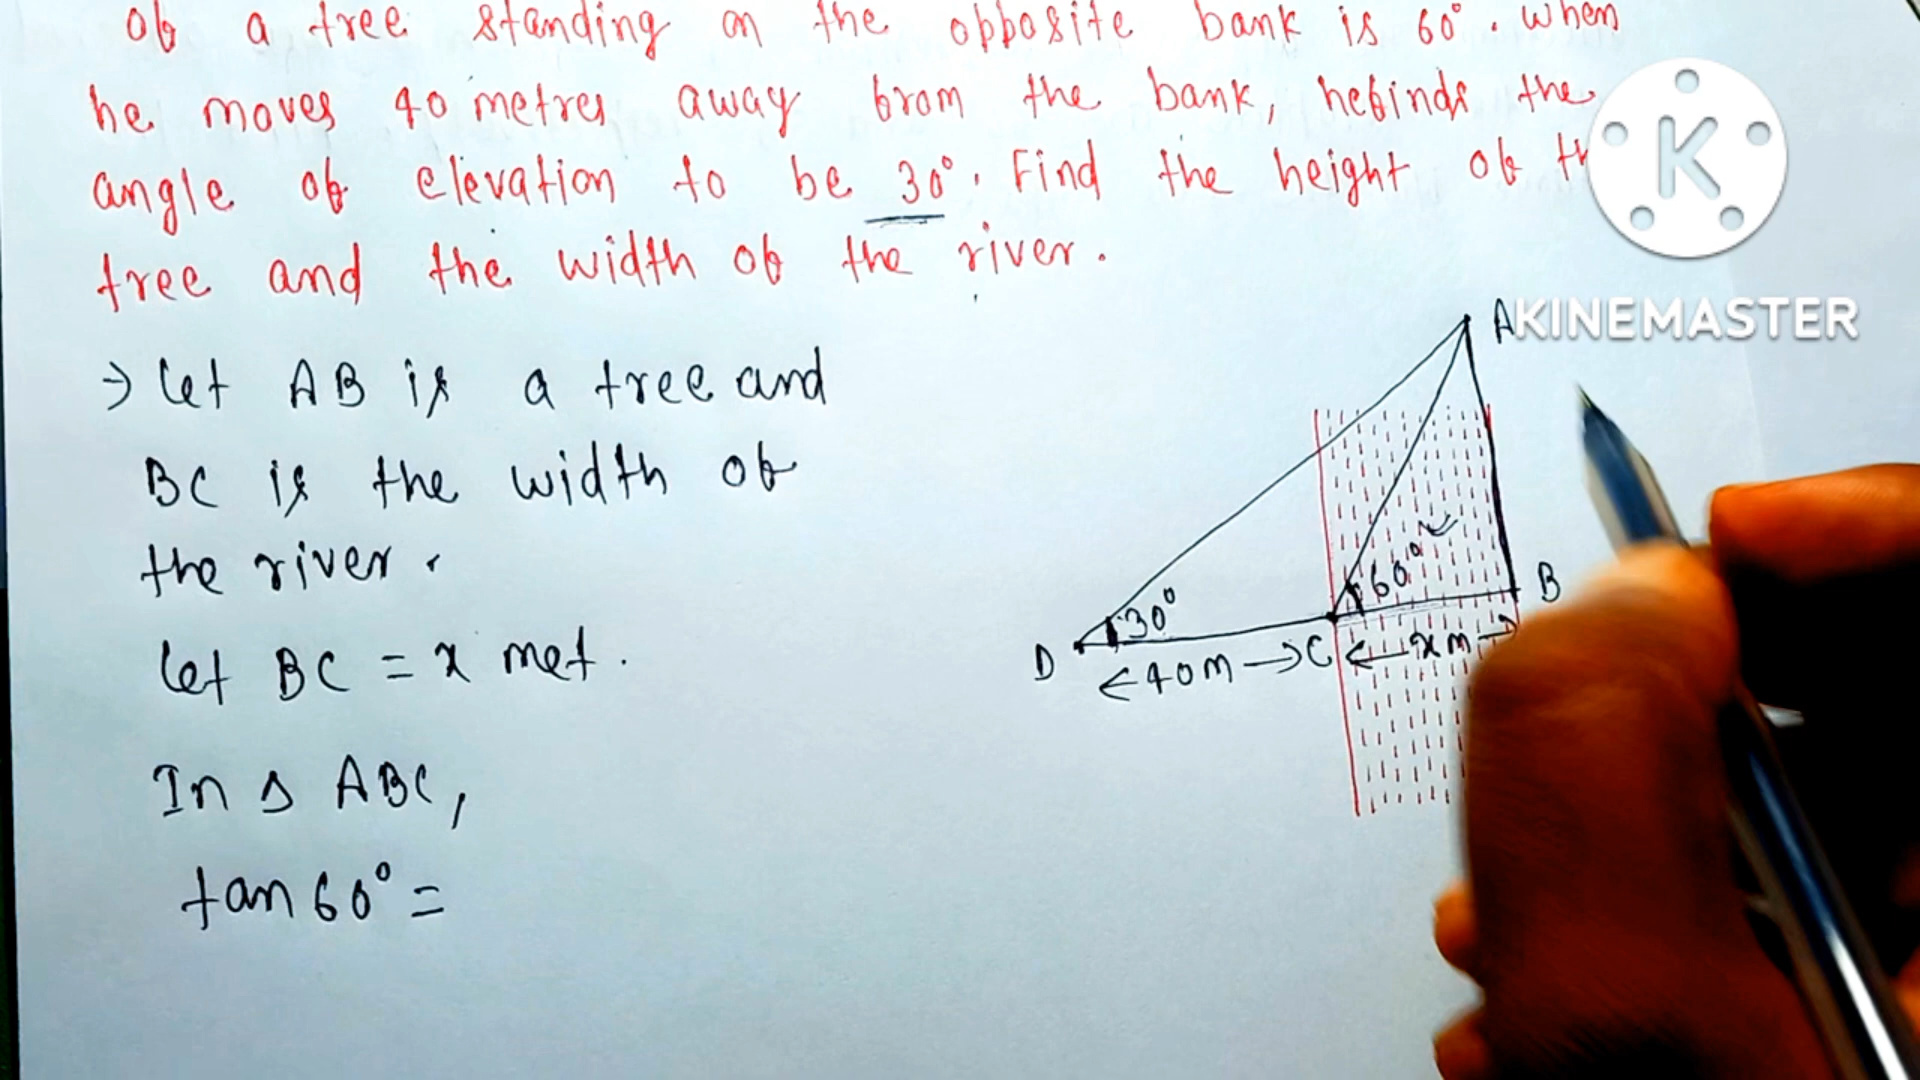 of a tree standing on the opposite bank is 60°. When
he moves 40 metres away from the bank, he finds the
angle of elevation to be 30°. Find the height of
tree and the width of the river.
→ Let AB is a tree and
BC is the width of
the river.
Let BC = x met.
In Δ ABC,
tan 60° =
A
B
60°
30°
D
C
←40m→
←xm→
K
KINEMASTER